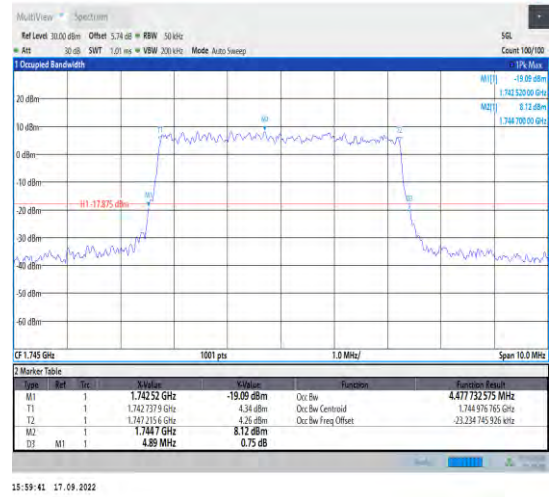 MultiView Spectrum
Ref Level 30.00 dBm Offset 5.74 dB RBW 50 kHz SGL
Att 30 dB SWT 1.01 ms VBW 200 kHz Mode Auto Sweep Count 100/100
1 Occupied Bandwidth 1Pk Max
M1[1] -19.09 dBm
1.742 520 00 GHz
M2[1] 8.12 dBm
1.744 700 00 GHz
20 dBm
10 dBm
T1 M2 T2
0 dBm
-10 dBm
M1 D3
H1 -17.875 dBm
-20 dBm
-30 dBm
-40 dBm
-50 dBm
-60 dBm
CF 1.745 GHz 1001 pts 1.0 MHz/ Span 10.0 MHz
2 Marker Table
Type Ref Trc X-Value Y-Value Function Function Result
M1 1 1.742 52 GHz -19.09 dBm Occ Bw 4.477 732 575 MHz
T1 1 1.742 737 9 GHz 4.34 dBm Occ Bw Centroid 1.744 976 765 GHz
T2 1 1.747 215 6 GHz 4.26 dBm Occ Bw Freq Offset -23.234 745 926 kHz
M2 1 1.744 7 GHz 8.12 dBm
D3 M1 1 4.89 MHz 0.75 dB
15:59:41 17.09.2022